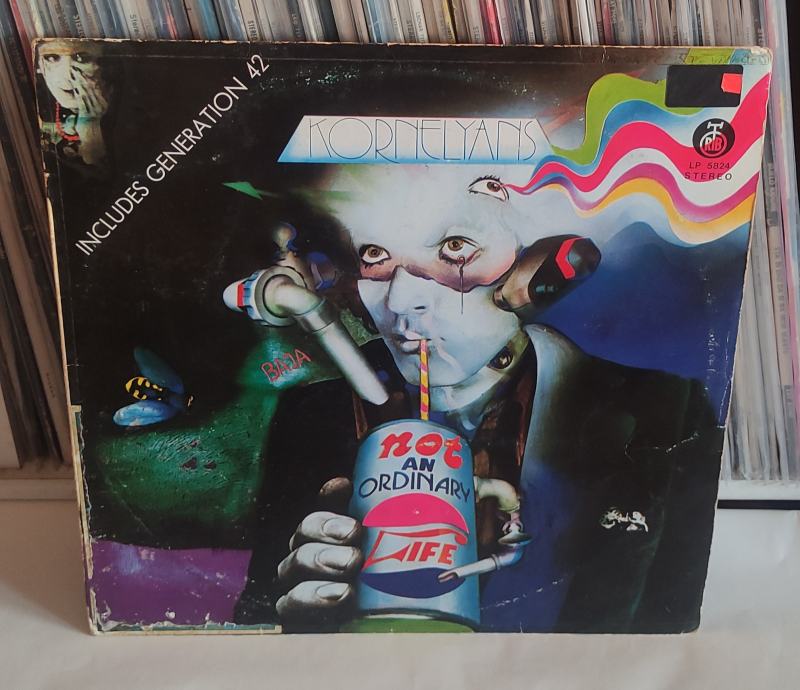 INCLUDES GENERATION 42
KORNELYANS
RTB
LP 5824
STEREO
BAJA
not
AN
ORDINARY
LIFE